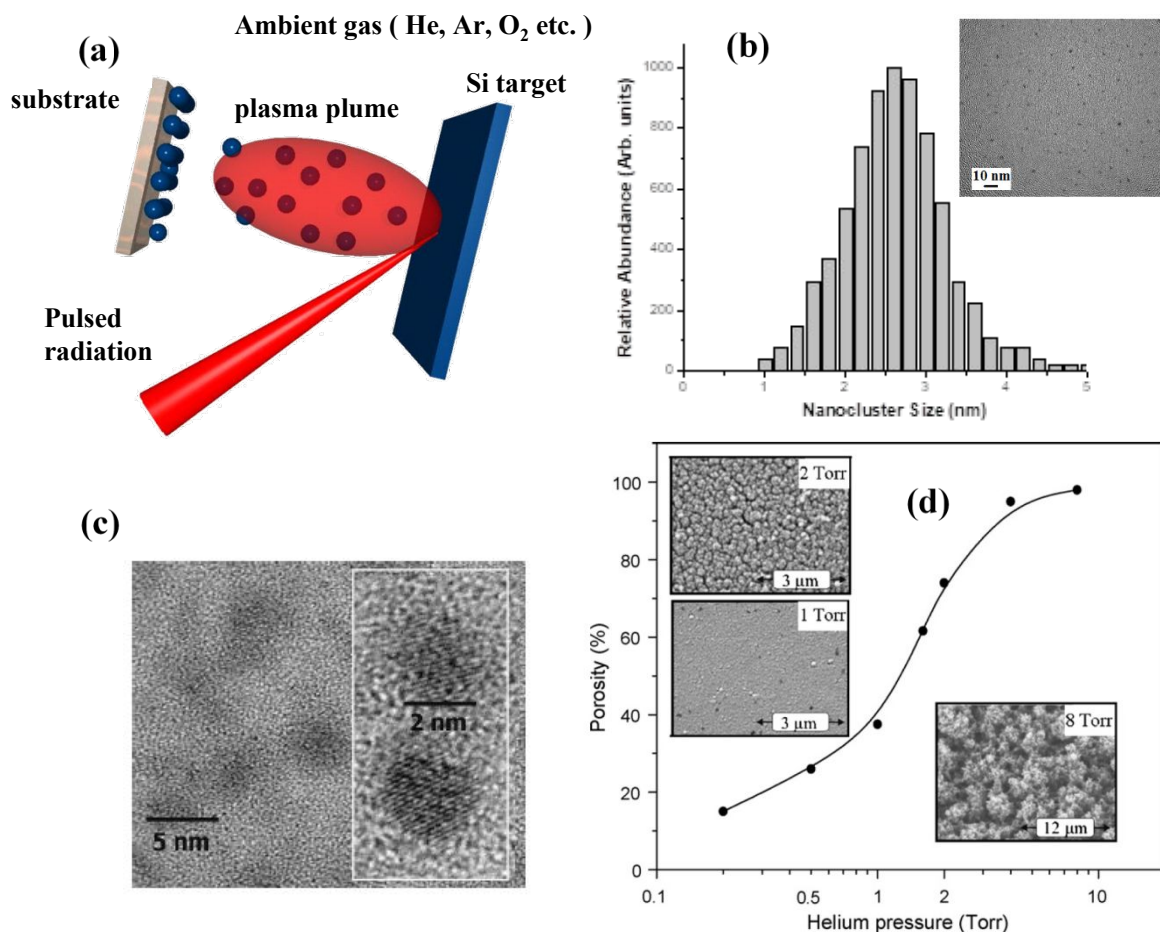 (a)
Ambient gas ( He, Ar, O₂ etc. )
Si target
substrate
plasma plume
Pulsed
radiation
(b)
Relative Abundance (Arb. units)
1000
800
600
400
200
0
0 1 2 3 4 5
Nanocluster Size (nm)
10 nm
(c)
5 nm
2 nm
(d)
Porosity (%)
100
80
60
40
20
0
0.1 0.5 1 2 10
Helium pressure (Torr)
2 Torr
3 µm
1 Torr
3 µm
8 Torr
12 µm